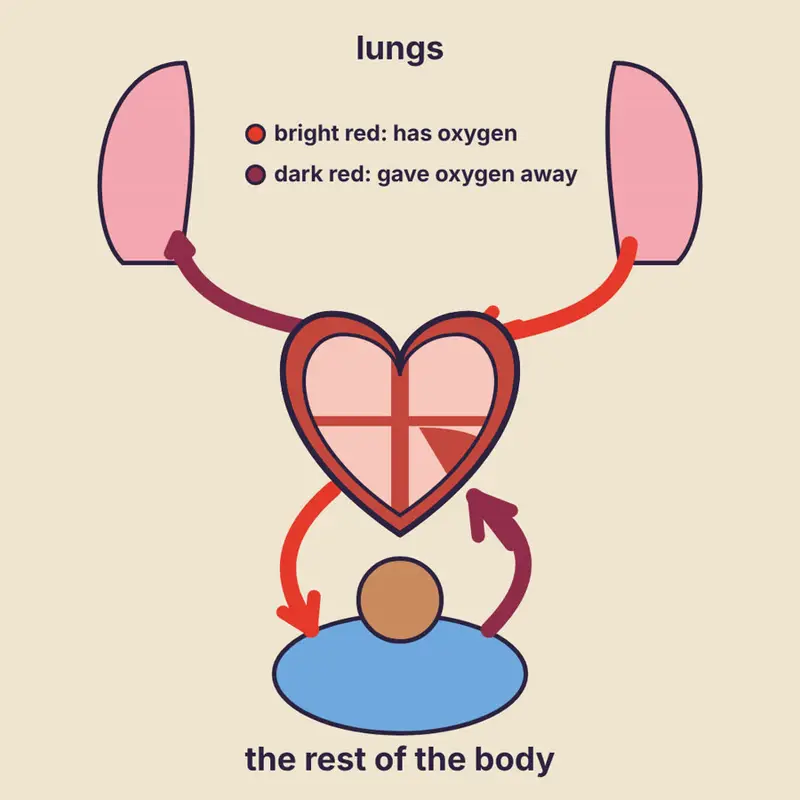 lungs
bright red: has oxygen
dark red: gave oxygen away
the rest of the body